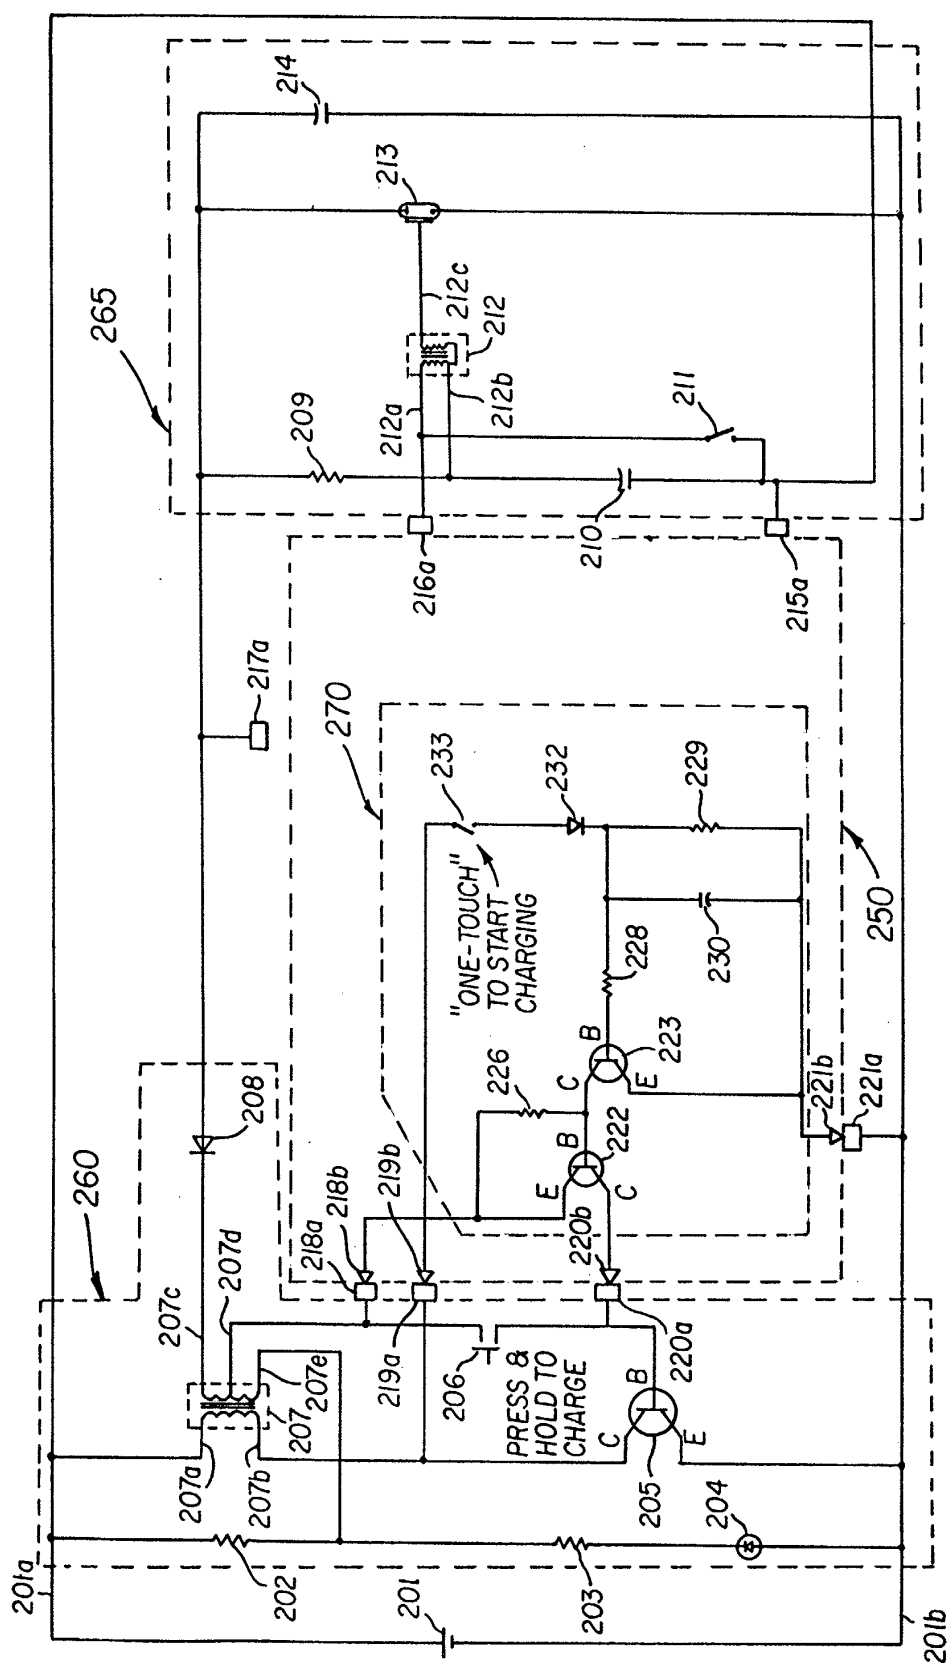 214
213
265
212c
212
212a
212b
209
211
210
216a
215a
217a
270
233
232
229
"ONE-TOUCH"
TO START
CHARGING
228
230
250
226
B
C
E
223
B
222
E
C
221b
221a
208
260
207d
207c
218a
218b
219b
220b
219a
220a
206
PRESS &
HOLD TO
CHARGE
B
C
E
205
204
207e
207
207a
207b
202
203
201
201a
201b